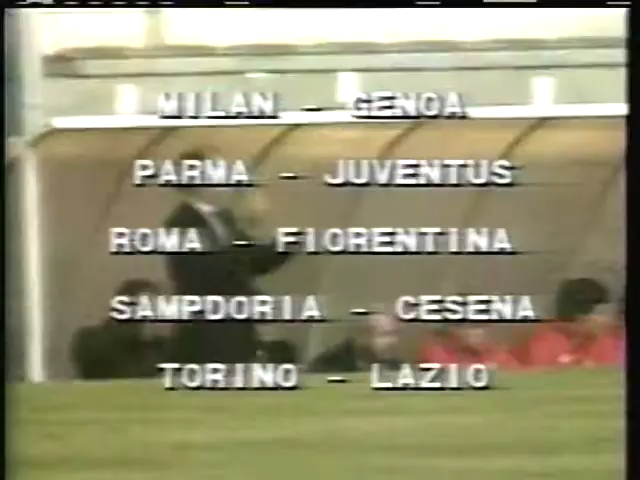 MILAN - GENOA
PARMA - JUVENTUS
ROMA - FIORENTINA
SAMPDORIA - CESENA
TORINO - LAZIO